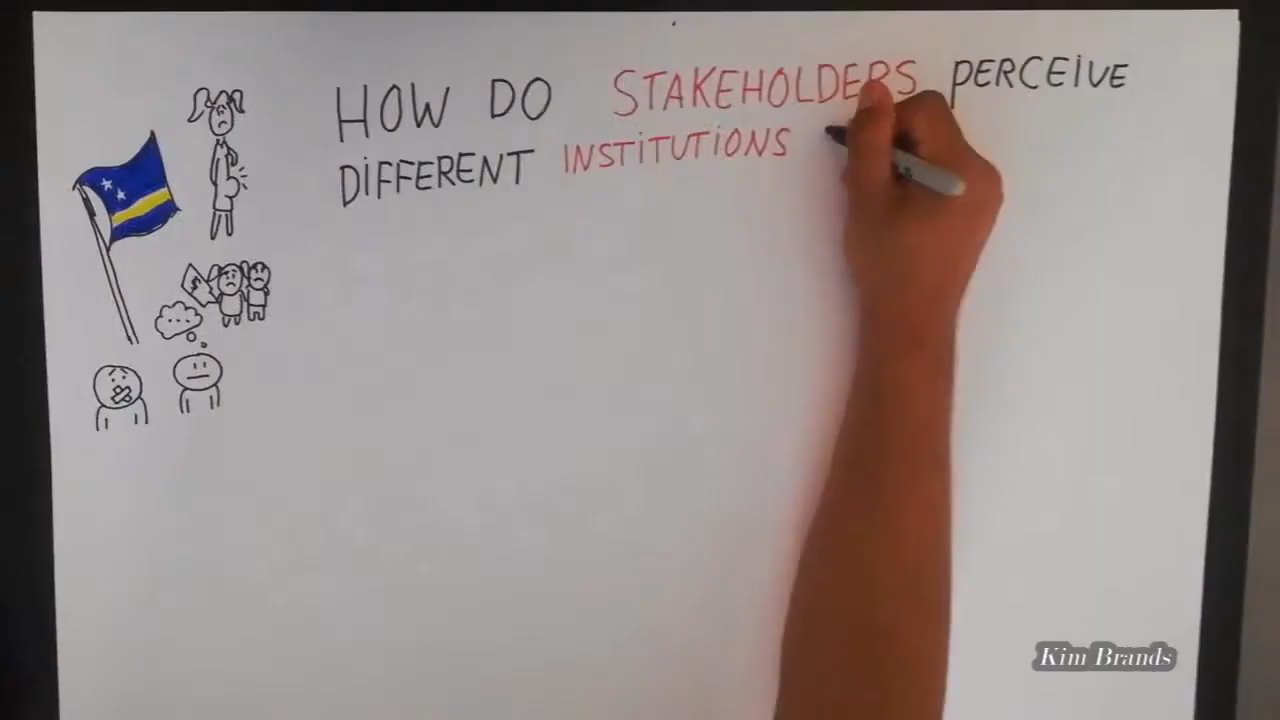 HOW DO STAKEHOLDERS PERCEIVE
DIFFERENT INSTITUTIONS
$
Kim Brands